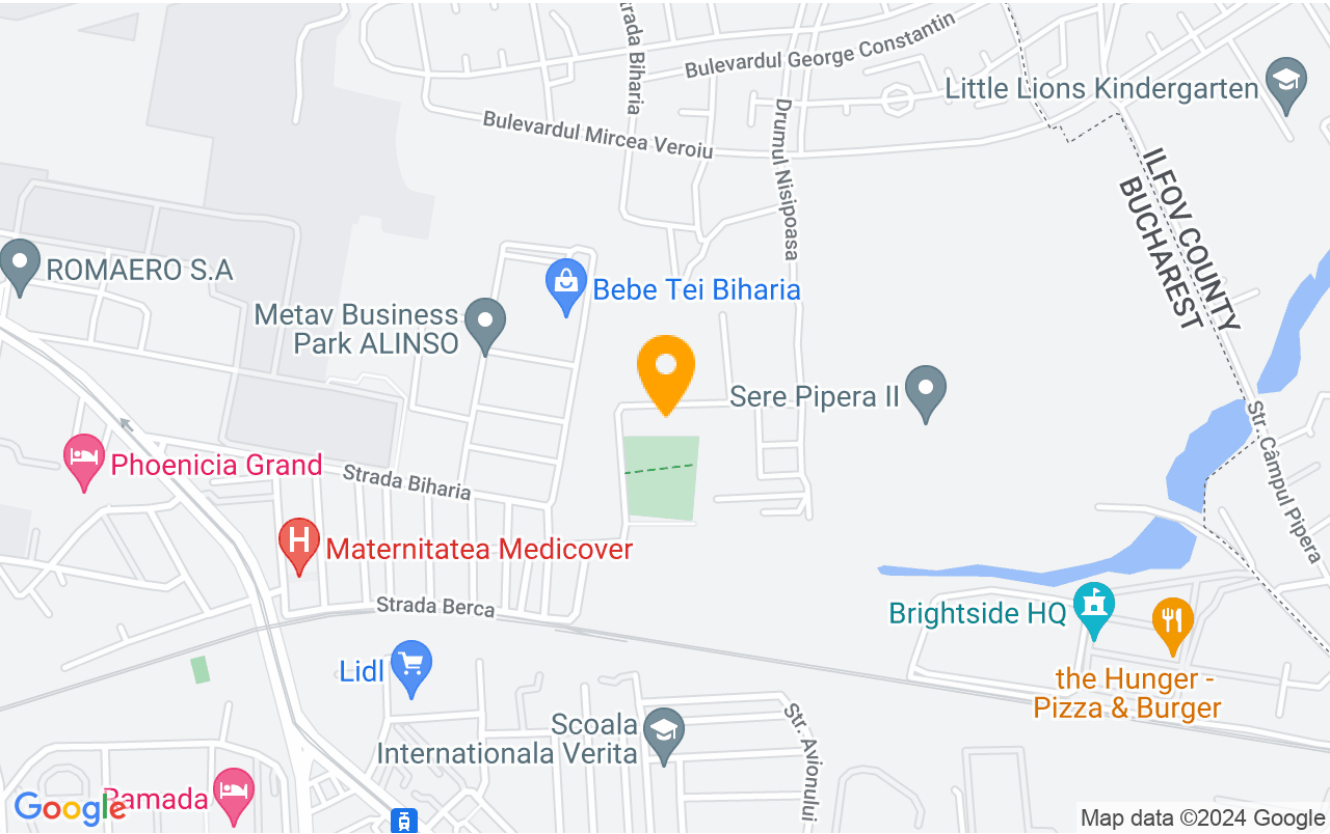 Strada Biharia
Bulevardul George Constantin
Little Lions Kindergarten
Bulevardul Mircea Veroiu
Drumul Nisipoasa
ILFOV COUNTY
BUCHAREST
ROMAERO S.A
Bebe Tei Biharia
Metav Business
Park ALINSO
Sere Pipera II
Str. Câmpul Pipera
Phoenicia Grand
Strada Biharia
H
Maternitatea Medicover
Strada Berca
Brightside HQ
Lidl
the Hunger -
Pizza & Burger
Scoala
Internationala Verita
Str. Avionului
Ramada
Google
Map data ©2024 Google